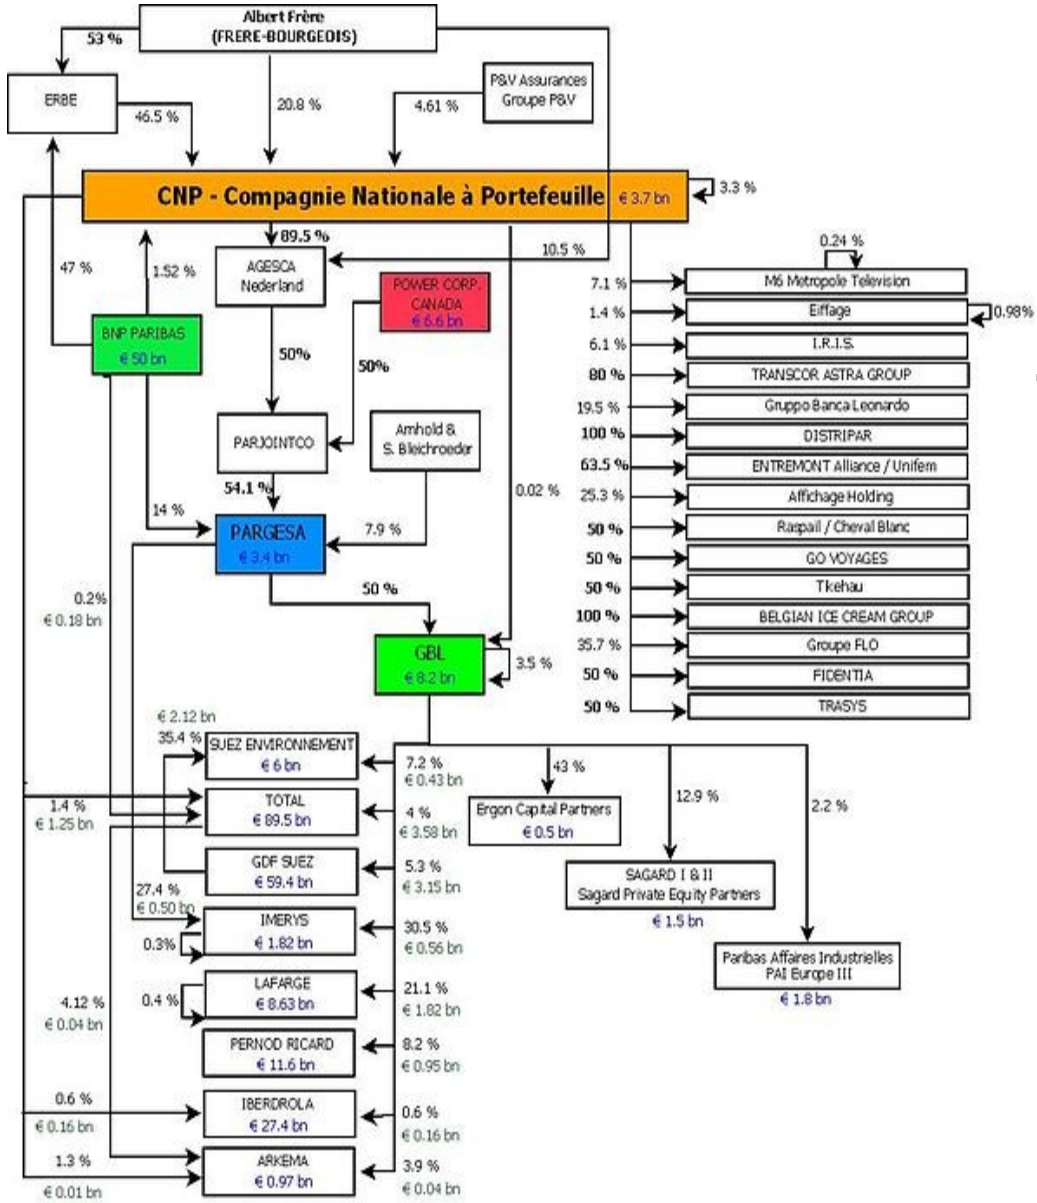 Albert Frère
(FRERE-BOURGEOIS)
53 %
ERBE
P&V Assurances
Groupe P&V
46.5 %
20.8 %
4.61 %
CNP - Compagnie Nationale à Portefeuille € 3.7 bn
3.3 %
47 %
1.52 %
89.5 %
10.5 %
AGESCA
Nederland
POWER CORP.
CANADA
€ 6.6 bn
BNP PARIBAS
€ 50 bn
50%
50%
PARJOINTCO
Arnhold &
S. Bleichroeder
54.1 %
14 %
PARGESA
€ 3.4 bn
7.9 %
0.02 %
50 %
0.2%
€ 0.18 bn
GBL
€ 8.2 bn
3.5 %
0.24 %
7.1 %
M6 Metropole Television
1.4 %
Eiffage
0.98%
6.1 %
I.R.I.S.
80 %
TRANSCOR ASTRA GROUP
19.5 %
Gruppo Banca Leonardo
100 %
DISTRIPAR
63.5 %
ENTREMONT Alliance / Unifem
25.3 %
Affichage Holding
50 %
Raspail / Cheval Blanc
50 %
GO VOYAGES
50 %
Tkehau
100 %
BELGIAN ICE CREAM GROUP
35.7 %
Groupe FLO
50 %
FIDENTIA
50 %
TRASYS
€ 2.12 bn
35.4 %
SUEZ ENVIRONNEMENT
€ 6 bn
7.2 %
€ 0.43 bn
1.4 %
€ 1.25 bn
TOTAL
€ 89.5 bn
4 %
€ 3.58 bn
GDF SUEZ
€ 59.4 bn
5.3 %
€ 3.15 bn
27.4 %
€ 0.50 bn
IMERYS
€ 1.82 bn
0.3%
30.5 %
€ 0.56 bn
LAFARGE
€ 8.63 bn
0.4 %
21.1 %
€ 1.82 bn
4.12 %
€ 0.04 bn
PERNOD RICARD
€ 11.6 bn
8.2 %
€ 0.95 bn
0.6 %
€ 0.16 bn
IBERDROLA
€ 27.4 bn
0.6 %
€ 0.16 bn
1.3 %
€ 0.01 bn
ARKEMA
€ 0.97 bn
3.9 %
€ 0.04 bn
43 %
Ergon Capital Partners
€ 0.5 bn
12.9 %
SAGARD I & II
Sagard Private Equity Partners
€ 1.5 bn
2.2 %
Paribas Affaires Industrielles
PAI Europe III
€ 1.8 bn